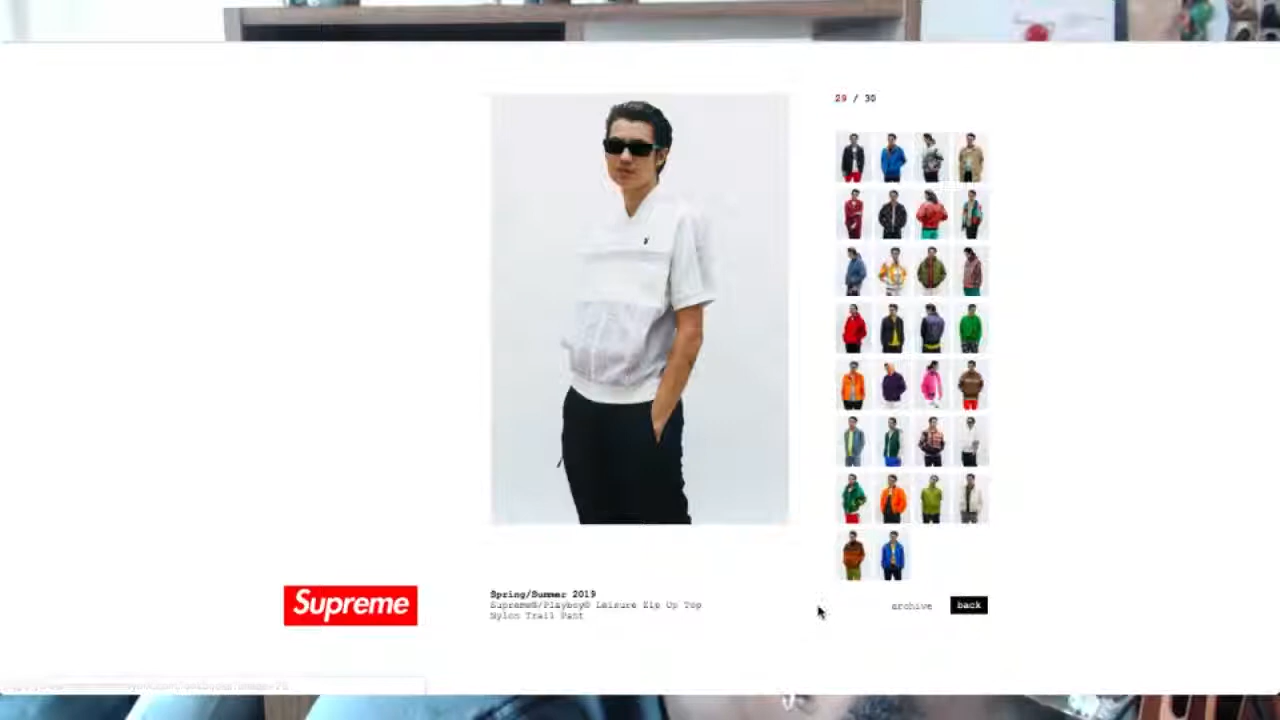 29 / 30
Supreme
Spring/Summer 2019
Supreme®/Playboy© Leisure Zip Up Top
Nylon Trail Pant
archive
back